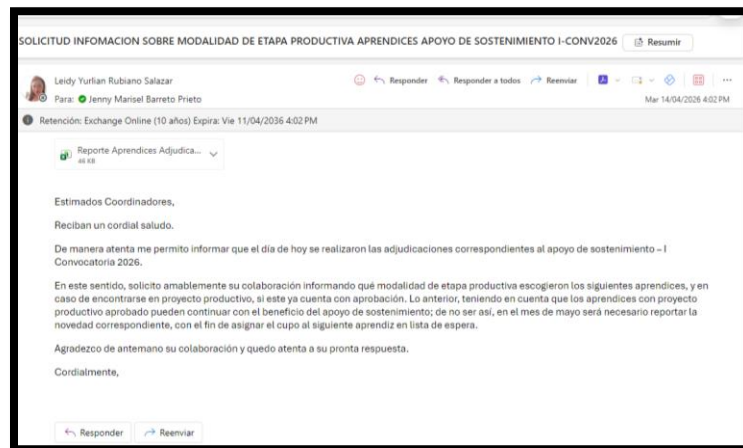 SOLICITUD INFOMACION SOBRE MODALIDAD DE ETAPA PRODUCTIVA APRENDICES APOYO DE SOSTENIMIENTO I-CONV2026
Resumir
Leidy Yurlian Rubiano Salazar
Responder
Responder a todos
Reenviar
Para: Jenny Marisel Barreto Prieto
Mar 14/04/2026 4:02 PM
Retención: Exchange Online (10 años) Expira: Vie 11/04/2036 4:02 PM
Reporte Aprendices Adjudica...
46 KB
Estimados Coordinadores,
Reciban un cordial saludo.
De manera atenta me permito informar que el día de hoy se realizaron las adjudicaciones correspondientes al apoyo de sostenimiento – I
Convocatoria 2026.
En este sentido, solicito amablemente su colaboración informando qué modalidad de etapa productiva escogieron los siguientes aprendices, y en
caso de encontrarse en proyecto productivo, si este ya cuenta con aprobación. Lo anterior, teniendo en cuenta que los aprendices con proyecto
productivo aprobado pueden continuar con el beneficio del apoyo de sostenimiento; de no ser así, en el mes de mayo será necesario reportar la
novedad correspondiente, con el fin de asignar el cupo al siguiente aprendiz en lista de espera.
Agradezco de antemano su colaboración y quedo atenta a su pronta respuesta.
Cordialmente,
Responder
Reenviar